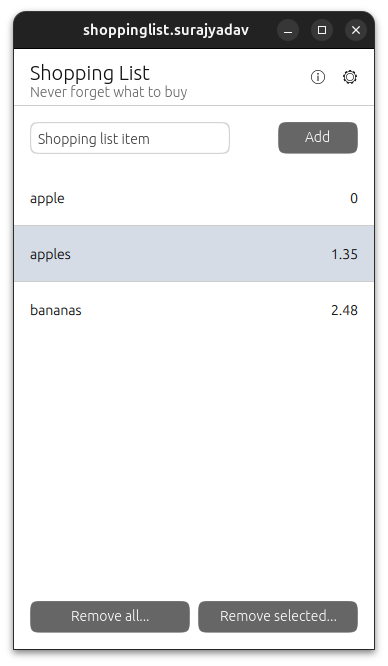 shoppinglist.surajyadav
Shopping List
Never forget what to buy
Shopping list item
Add
apple 0
apples 1.35
bananas 2.48
Remove all... Remove selected...